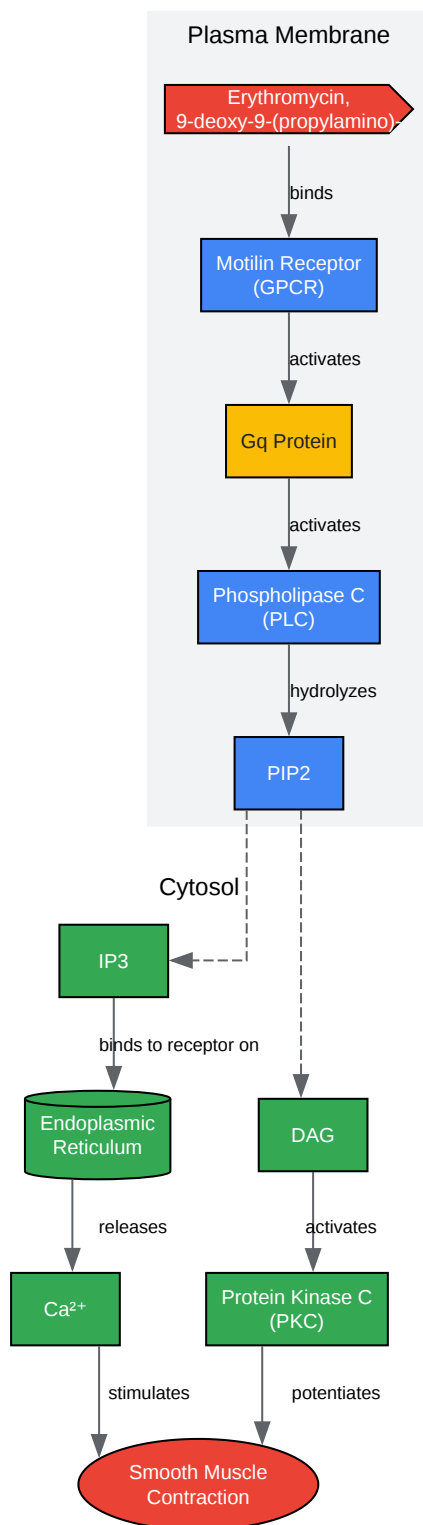 Plasma Membrane
Erythromycin,
9-deoxy-9-(propylamino)-
binds
Motilin Receptor
(GPCR)
activates
Gq Protein
activates
Phospholipase C
(PLC)
hydrolyzes
PIP2
Cytosol
IP3
binds to receptor on
Endoplasmic
Reticulum
DAG
releases
activates
Ca²⁺
Protein Kinase C
(PKC)
stimulates
potentiates
Smooth Muscle
Contraction